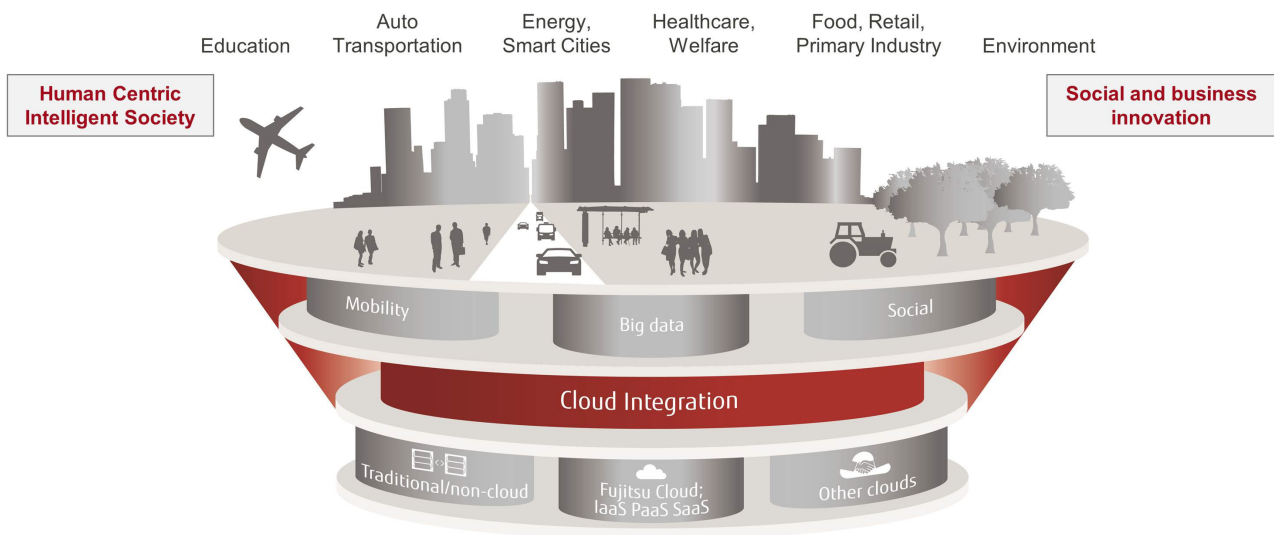 Education
Auto
Transportation
Energy,
Smart Cities
Healthcare,
Welfare
Food, Retail,
Primary Industry
Environment
Human Centric
Intelligent Society
Social and business
innovation
Mobility
Big data
Social
Cloud Integration
Traditional/non-cloud
Fujitsu Cloud;
IaaS PaaS SaaS
Other clouds